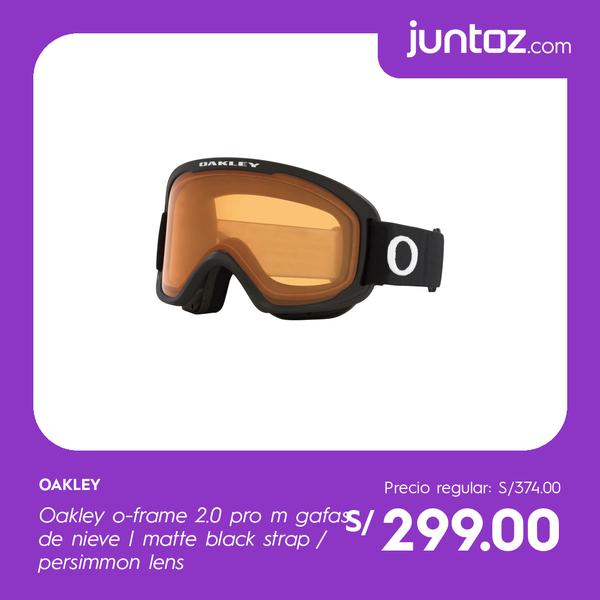 juntoz.com
OAKLEY
O
OAKLEY
Precio regular: S/374.00
Oakley o-frame 2.0 pro m gafas
de nieve | matte black strap /
persimmon lens
S/ 299.00